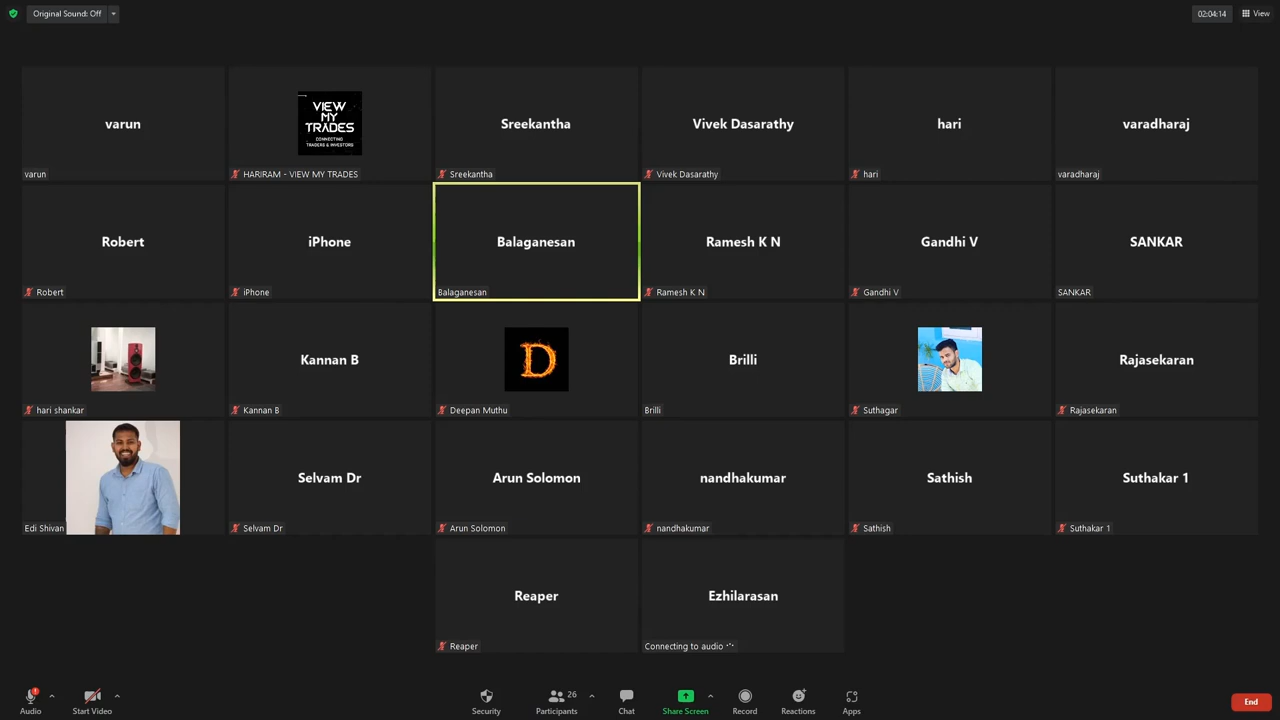 Original Sound: Off
02:04:14
View
varun
varun
VIEW
MY
TRADES
CONNECTING
TRADERS & INVESTORS
HARIRAM - VIEW MY TRADES
Sreekantha
Sreekantha
Vivek Dasarathy
Vivek Dasarathy
hari
hari
varadharaj
varadharaj
Robert
Robert
iPhone
iPhone
Balaganesan
Balaganesan
Ramesh K N
Ramesh K N
Gandhi V
Gandhi V
SANKAR
SANKAR
hari shankar
Kannan B
Kannan B
D
Deepan Muthu
Brilli
Brilli
Suthagar
Rajasekaran
Rajasekaran
Edi Shivan
Selvam Dr
Selvam Dr
Arun Solomon
Arun Solomon
nandhakumar
nandhakumar
Sathish
Sathish
Suthakar 1
Suthakar 1
Reaper
Reaper
Ezhilarasan
Connecting to audio
Audio
Start Video
Security
Participants
26
Chat
Share Screen
Record
Reactions
Apps
End